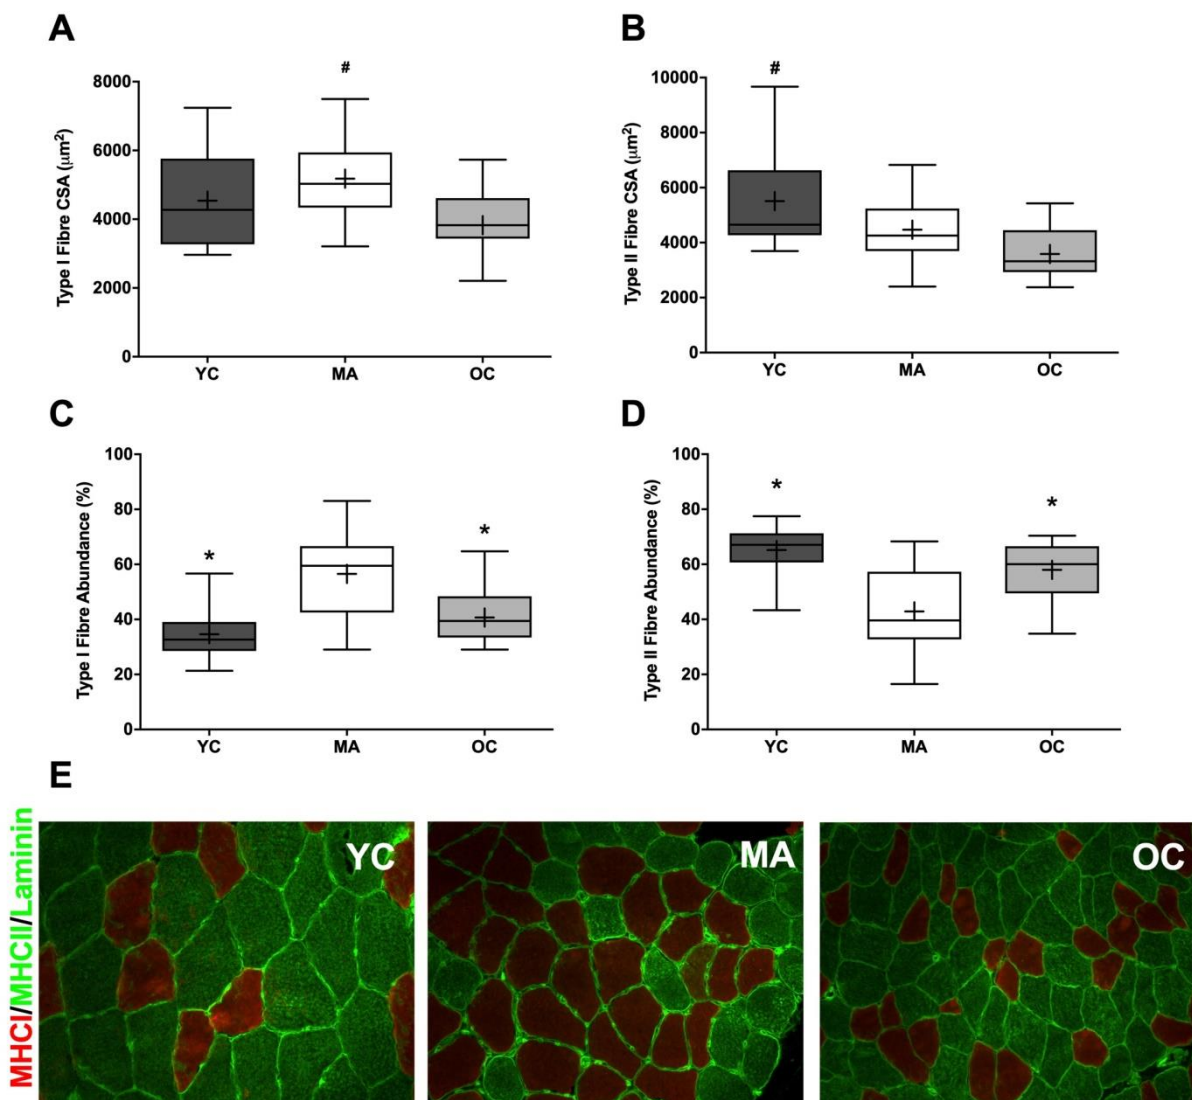 A
Type I Fibre CSA (μm²)
8000
6000
4000
2000
0
#
YC MA OC
B
Type II Fibre CSA (μm²)
10000
8000
6000
4000
2000
0
#
YC MA OC
C
Type I Fibre Abundance (%)
100
80
60
40
20
0
* *
YC MA OC
D
Type II Fibre Abundance (%)
100
80
60
40
20
0
* *
YC MA OC
E
MHCI/MHCII/Laminin
YC
MA
OC